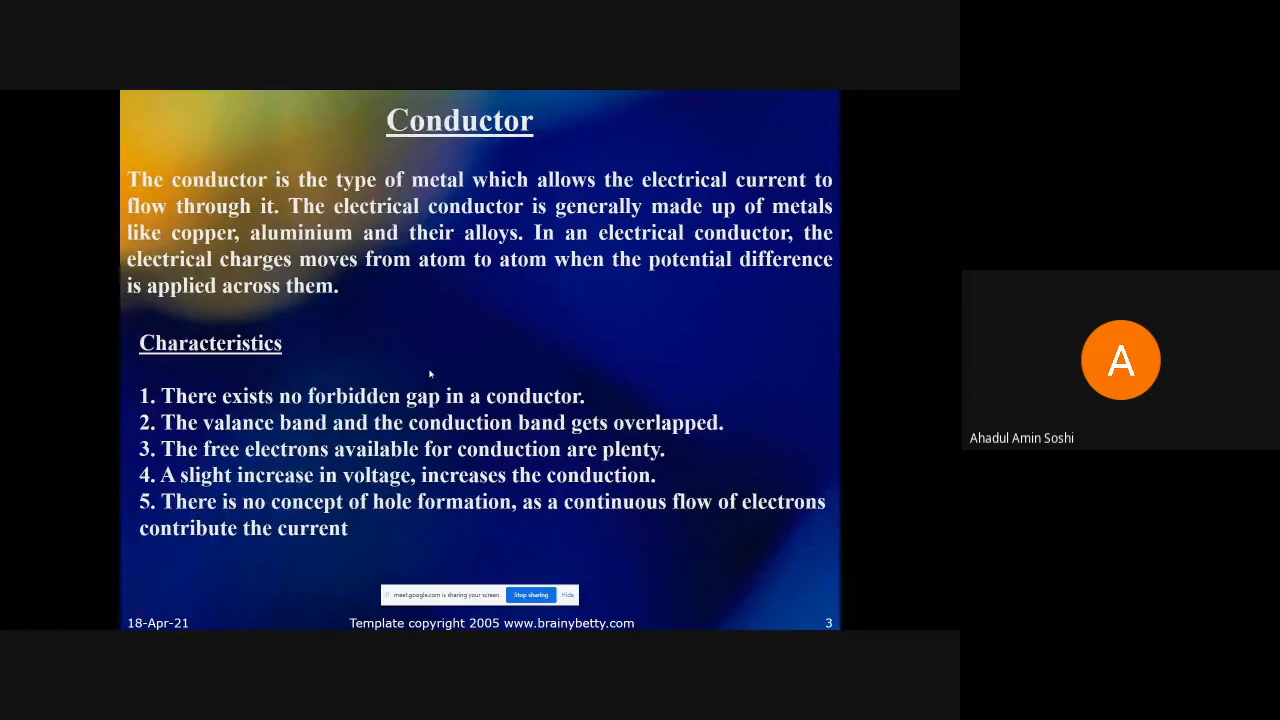 Conductor
The conductor is the type of metal which allows the electrical current to
flow through it. The electrical conductor is generally made up of metals
like copper, aluminium and their alloys. In an electrical conductor, the
electrical charges moves from atom to atom when the potential difference
is applied across them.
Characteristics
1. There exists no forbidden gap in a conductor.
2. The valance band and the conduction band gets overlapped.
3. The free electrons available for conduction are plenty.
4. A slight increase in voltage, increases the conduction.
5. There is no concept of hole formation, as a continuous flow of electrons
contribute the current
meet.google.com is sharing your screen. Stop sharing Hide
18-Apr-21 Template copyright 2005 www.brainybetty.com 3
A
Ahadul Amin Soshi